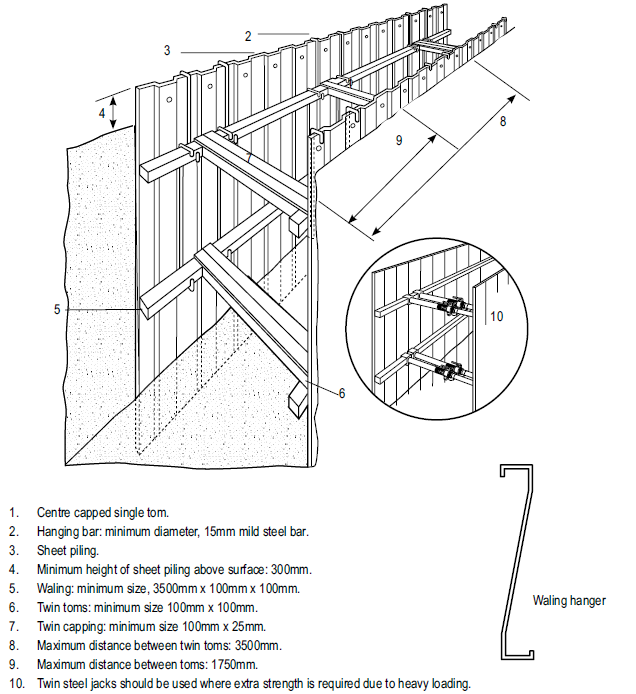 2
3
4
8
9
7
1
5
10
6
1. Centre capped single tom.
2. Hanging bar: minimum diameter, 15mm mild steel bar.
3. Sheet piling.
4. Minimum height of sheet piling above surface: 300mm.
5. Waling: minimum size, 3500mm x 100mm x 100mm.
6. Twin toms: minimum size 100mm x 100mm.
7. Twin capping: minimum size 100mm x 25mm.
8. Maximum distance between twin toms: 3500mm.
9. Maximum distance between toms: 1750mm.
10. Twin steel jacks should be used where extra strength is required due to heavy loading.
Waling hanger